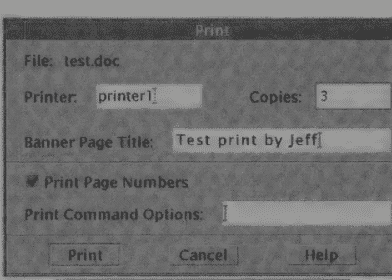 Print
File: test.doc
Printer: printer1 Copies: 3
Banner Page Title: Test print by Jeff
Print Page Numbers
Print Command Options:
Print Cancel Help